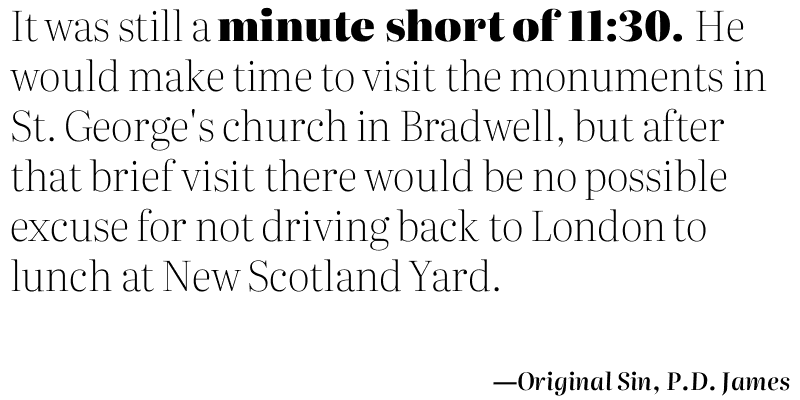 It was still a minute short of 11:30. He
would make time to visit the monuments in
St. George's church in Bradwell, but after
that brief visit there would be no possible
excuse for not driving back to London to
lunch at New Scotland Yard.
—Original Sin, P.D. James